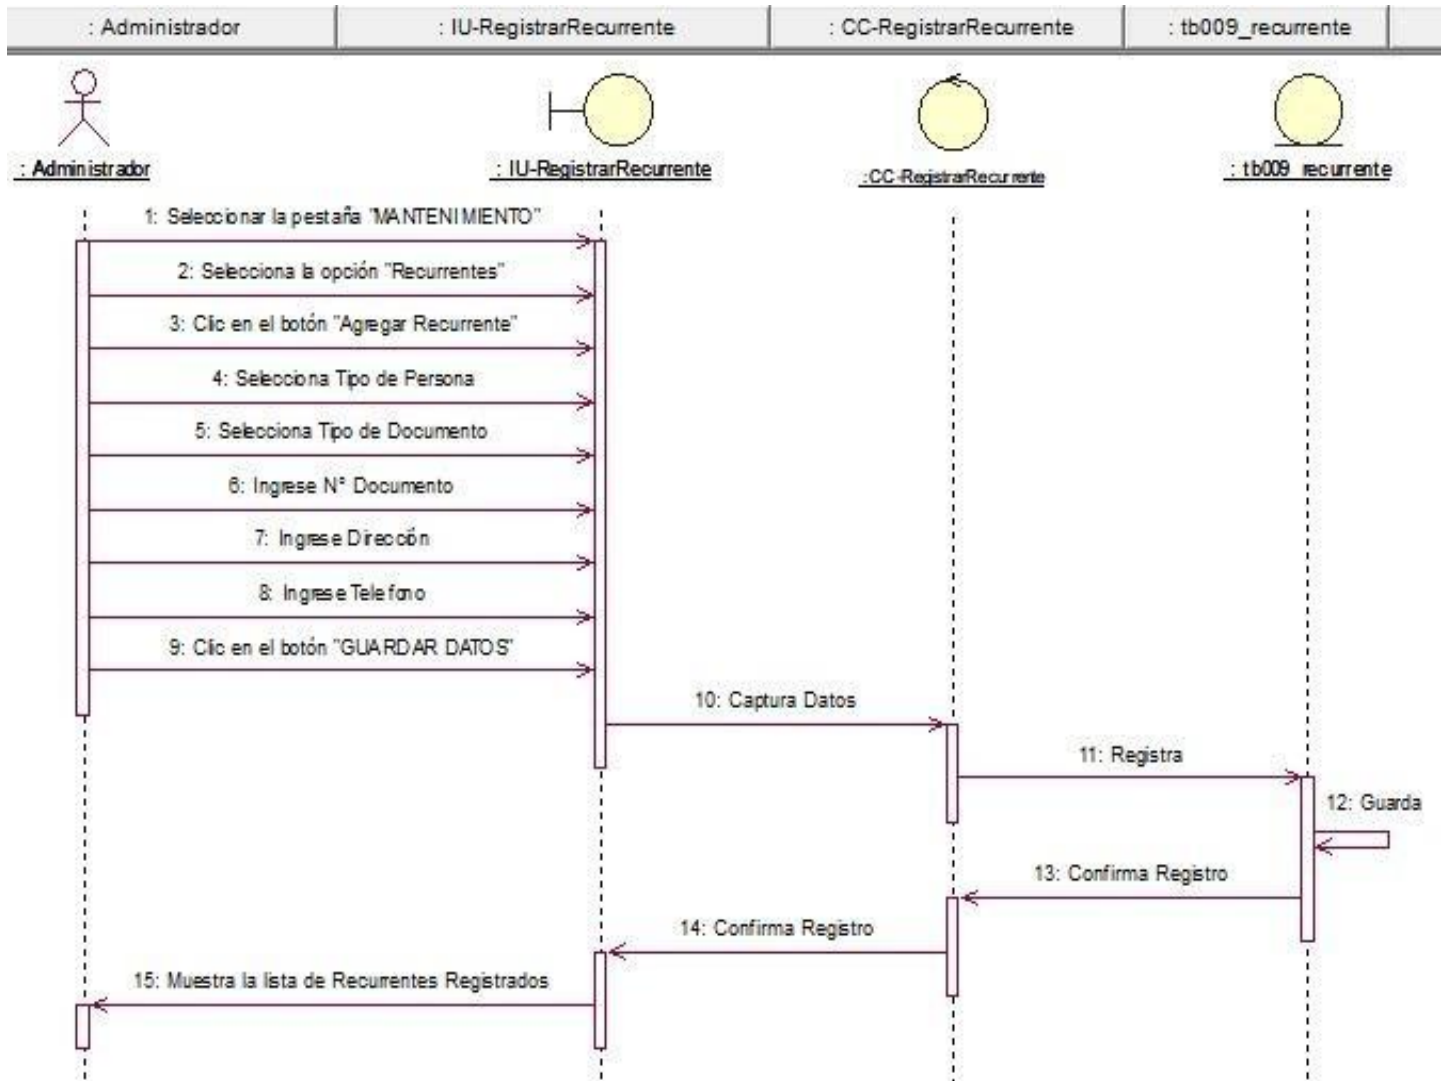 : Administrador
: IU-RegistrarRecurrente
: CC-RegistrarRecurrente
: tb009_recurrente
: Administrador
: IU-RegistrarRecurrente
:CC-RegistrarRecurrente
: tb009_recurrente
1: Seleccionar la pestaña "MANTENIMIENTO"
2: Selecciona la opción "Recurrentes"
3: Clic en el botón "Agregar Recurrente"
4: Selecciona Tipo de Persona
5: Selecciona Tipo de Documento
6: Ingrese N° Documento
7: Ingrese Dirección
8: Ingrese Telefono
9: Clic en el botón "GUARDAR DATOS"
10: Captura Datos
11: Registra
12: Guarda
13: Confirma Registro
14: Confirma Registro
15: Muestra la lista de Recurrentes Registrados